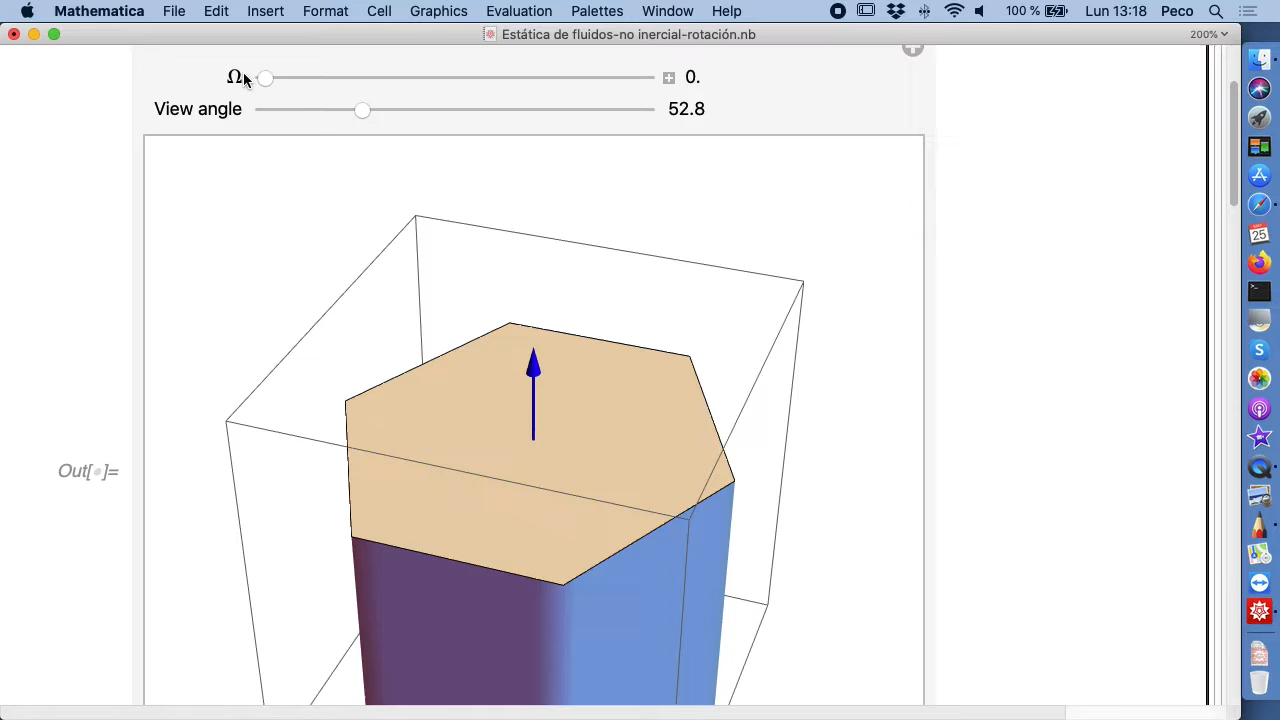 Mathematica File Edit Insert Format Cell Graphics Evaluation Palettes Window Help 100 % Lun 13:18 Peco
Estática de fluidos-no inercial-rotación.nb 200%
Ω 0.
View angle 52.8
Out[•]=
25